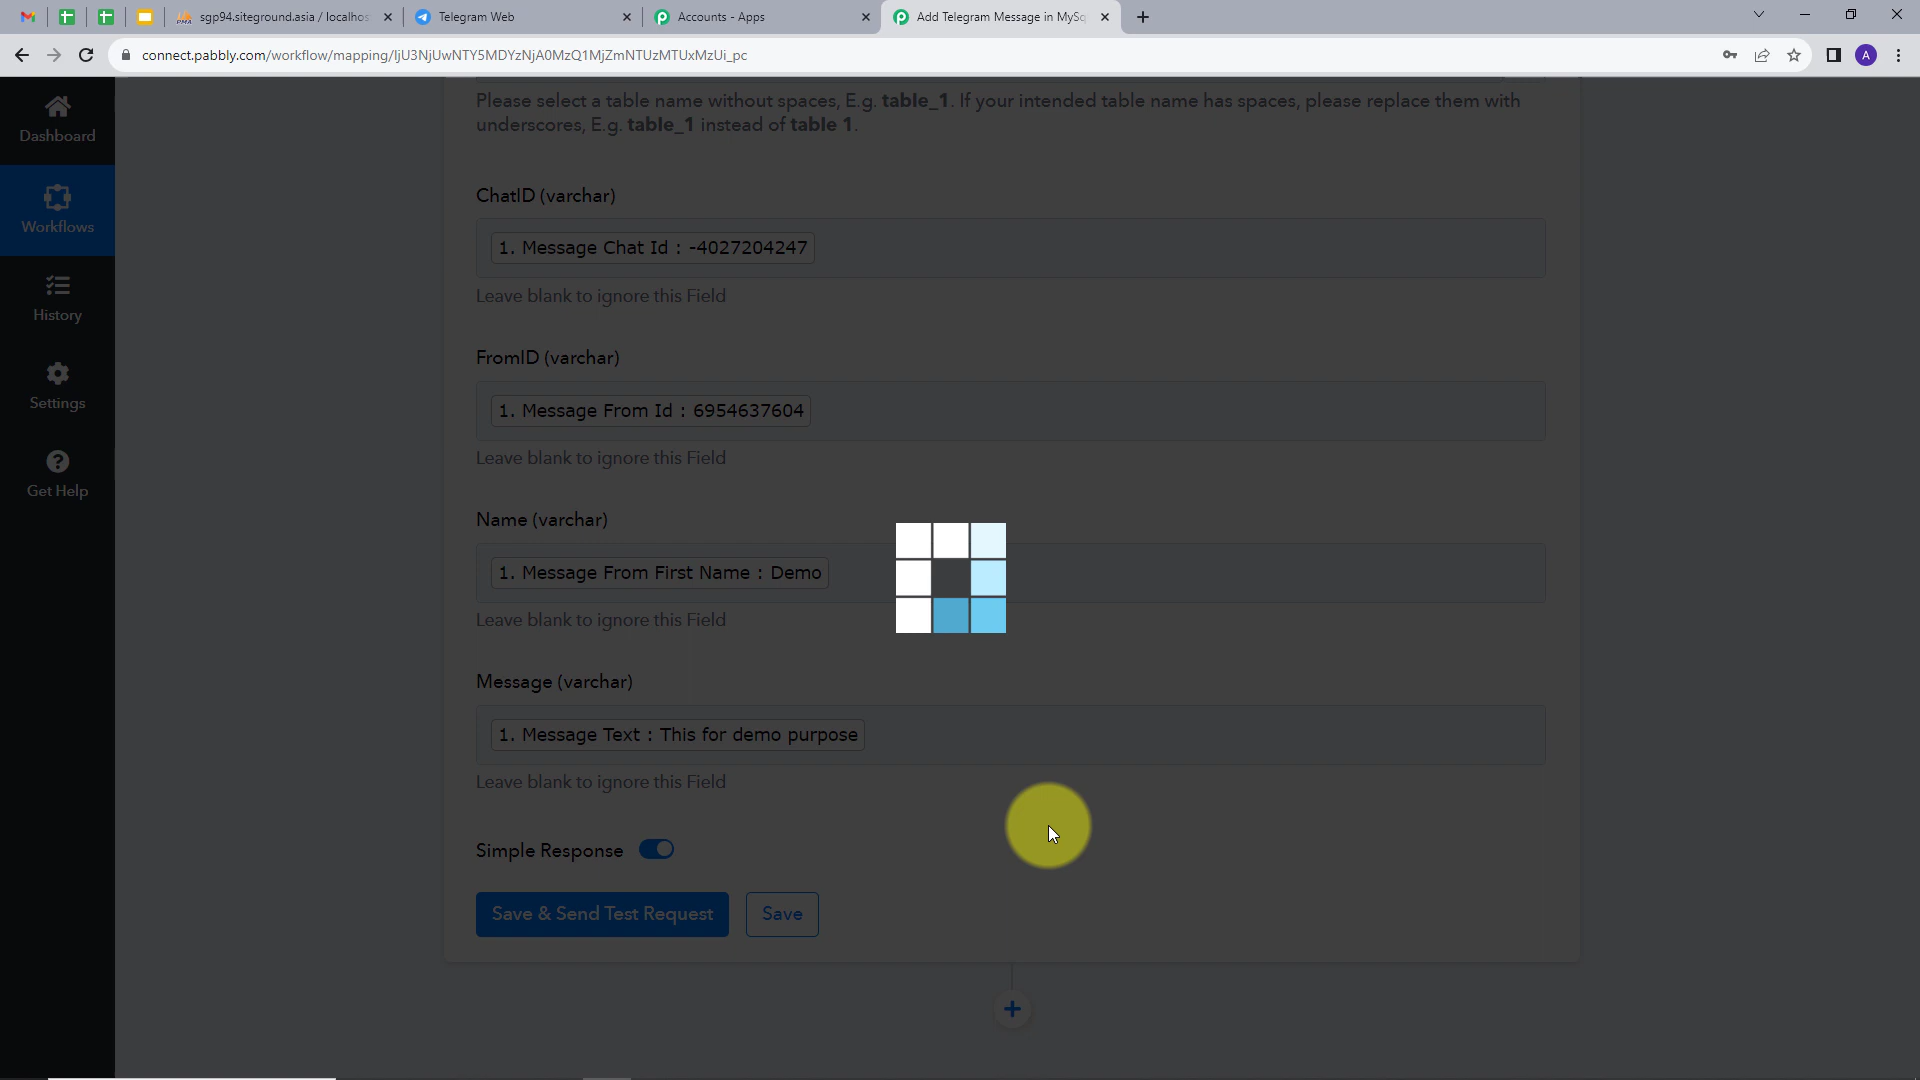 sgp94.siteground.asia / localhos
Telegram Web
Accounts - Apps
Add Telegram Message in MySq
connect.pabbly.com/workflow/mapping/IjU3NjUwNTY5MDYzNjA0MzQ1MjZmNTUzMTUxMzUi_pc
A
Please select a table name without spaces, E.g. table_1. If your intended table name has spaces, please replace them with
underscores, E.g. table_1 instead of table 1.
Dashboard
Workflows
History
Settings
Get Help
ChatID (varchar)
1. Message Chat Id : -4027204247
Leave blank to ignore this Field
FromID (varchar)
1. Message From Id : 6954637604
Leave blank to ignore this Field
Name (varchar)
1. Message From First Name : Demo
Leave blank to ignore this Field
Message (varchar)
1. Message Text : This for demo purpose
Leave blank to ignore this Field
Simple Response
Save & Send Test Request
Save